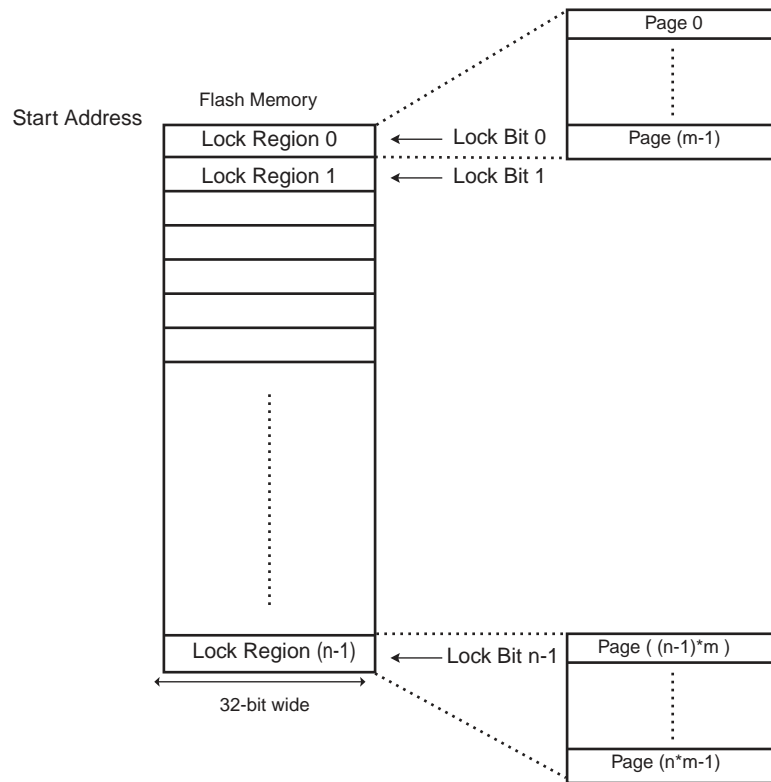 Page 0
Flash Memory
Start Address
Lock Region 0
Lock Bit 0
Page (m-1)
Lock Region 1
Lock Bit 1
Lock Region (n-1)
Lock Bit n-1
Page ( (n-1)*m )
32-bit wide
Page (n*m-1)